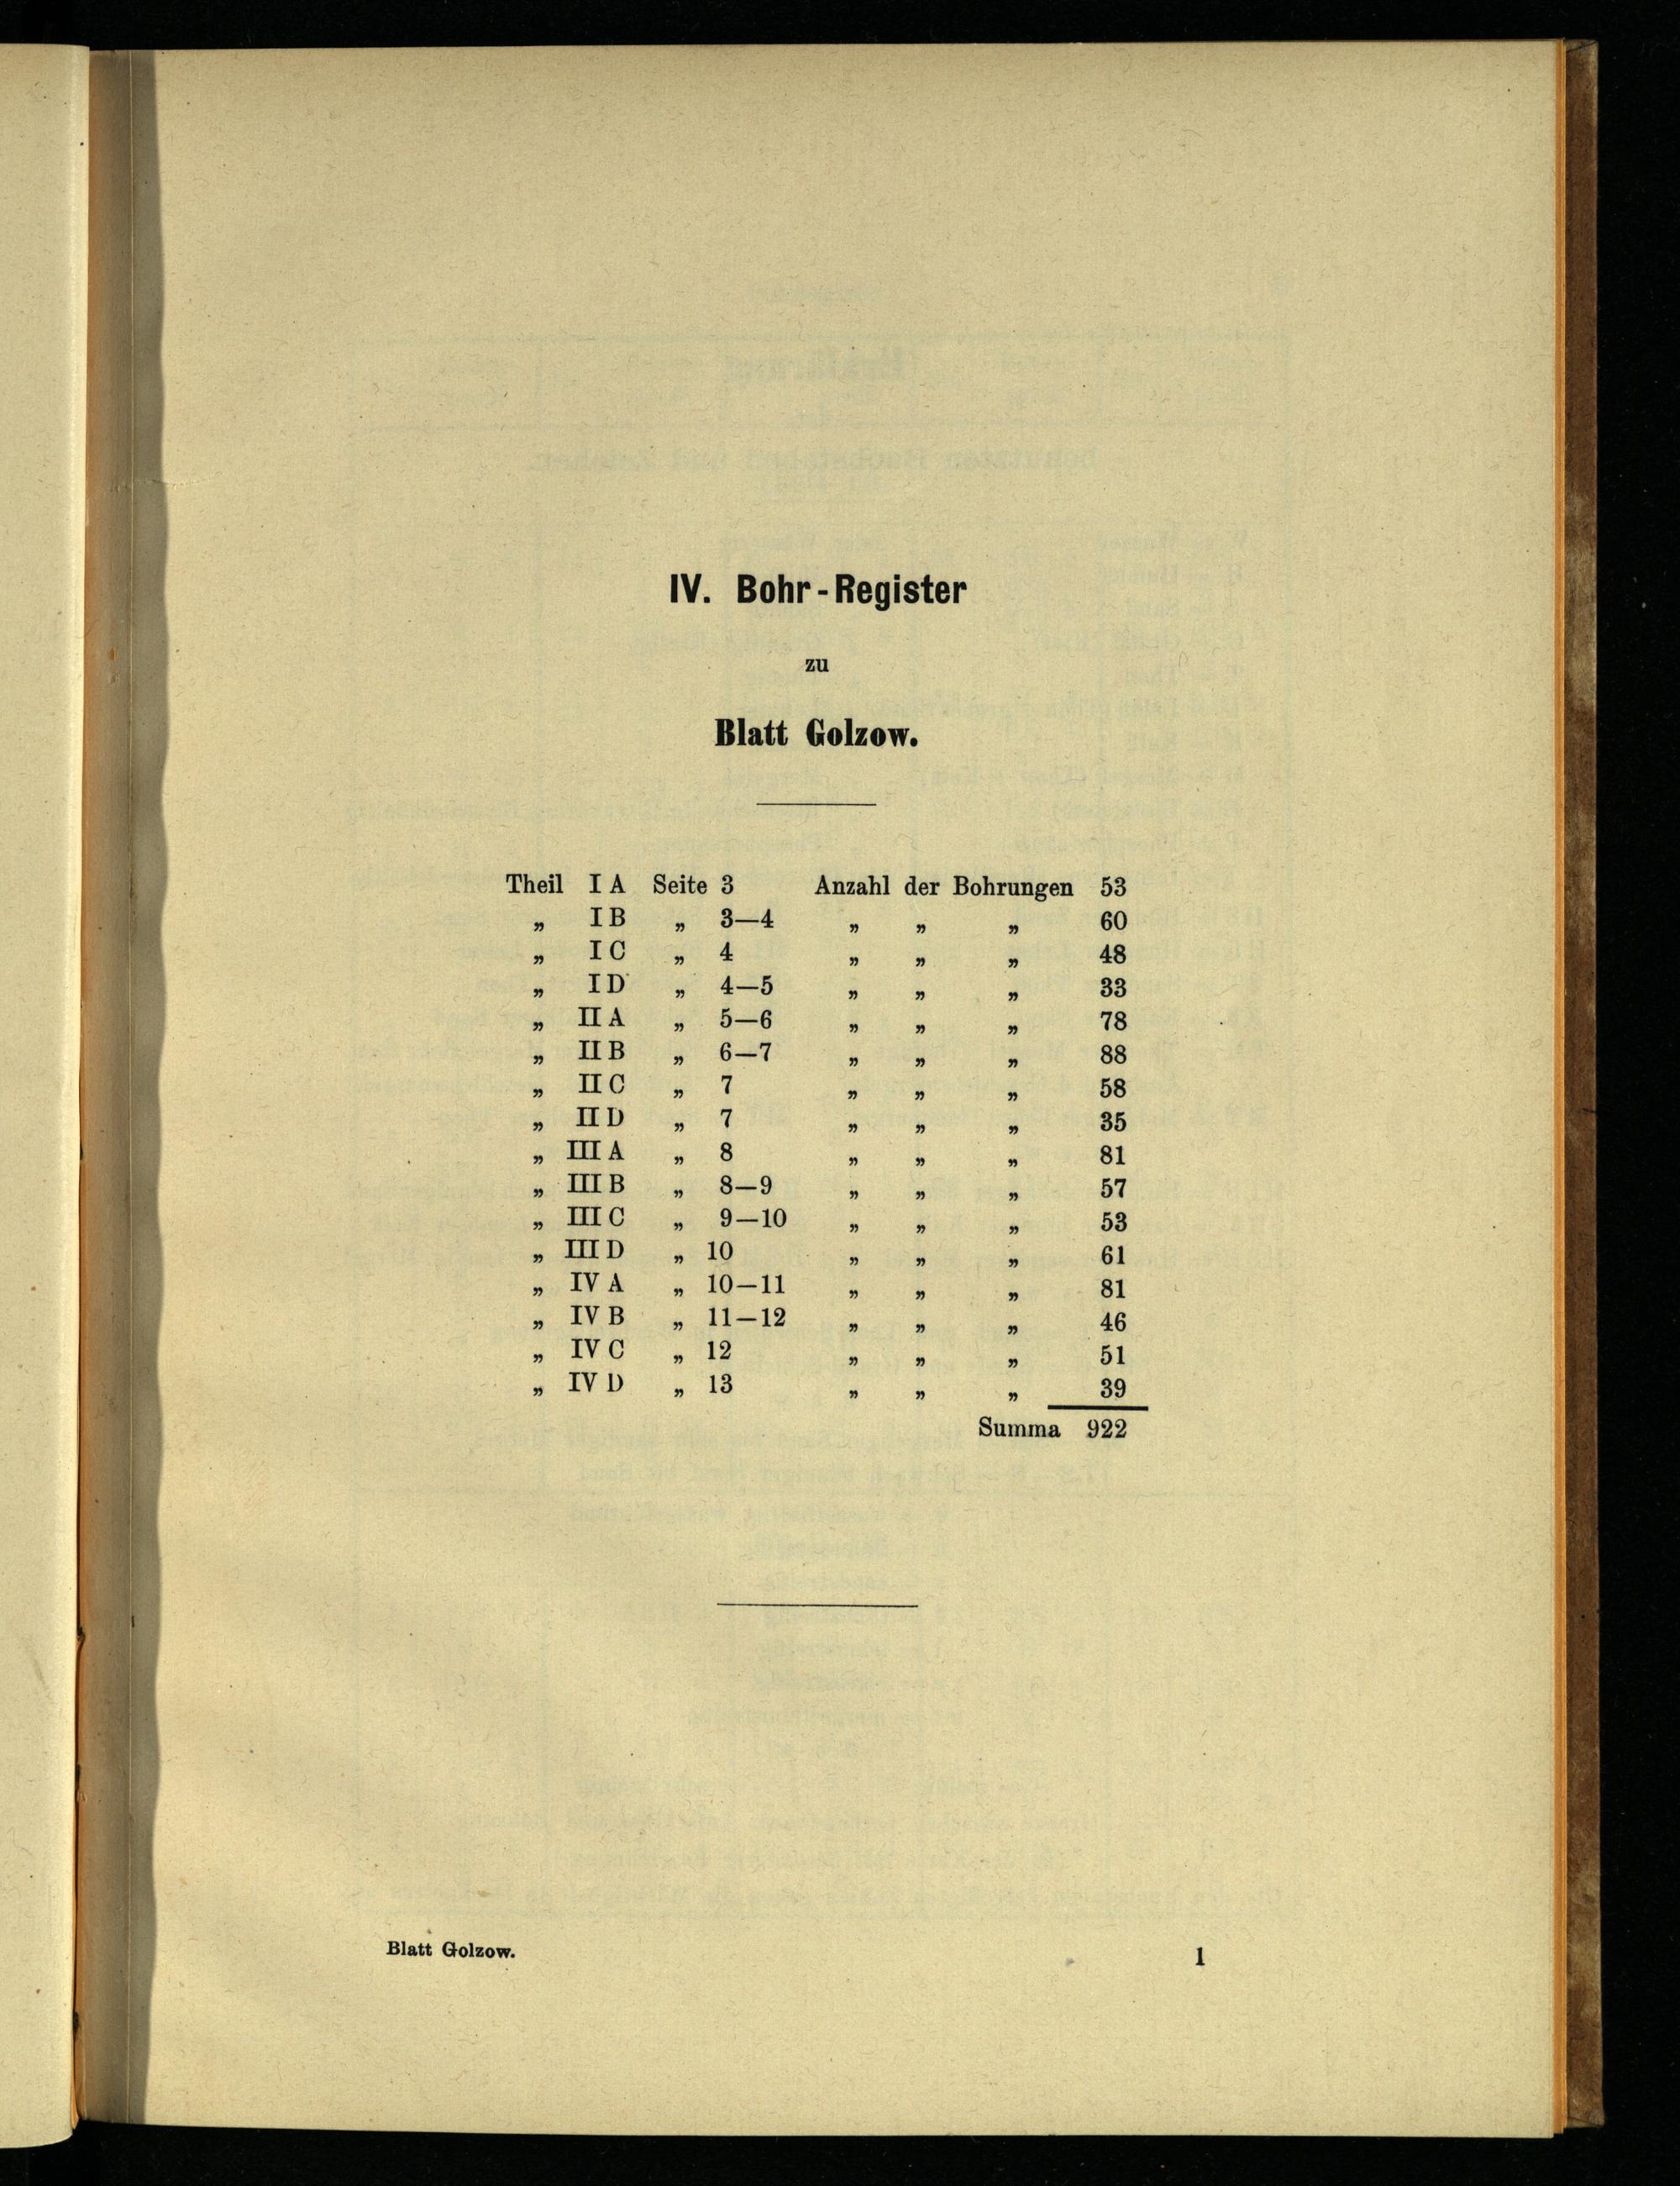 IV. Bohr-Register
zu
Blatt Golzow.
Theil I A Seite 3 Anzahl der Bohrungen 53
„ I B „ 3—4 „ „ „ 60
„ I C „ 4 „ „ „ 48
„ I D „ 4—5 „ „ „ 33
„ II A „ 5—6 „ „ „ 78
„ II B „ 6—7 „ „ „ 88
„ II C „ 7 „ „ „ 58
„ II D „ 7 „ „ „ 35
„ III A „ 8 „ „ „ 81
„ III B „ 8—9 „ „ „ 57
„ III C „ 9—10 „ „ „ 53
„ III D „ 10 „ „ „ 61
„ IV A „ 10—11 „ „ „ 81
„ IV B „ 11—12 „ „ „ 46
„ IV C „ 12 „ „ „ 51
„ IV D „ 13 „ „ „ 39
Summa 922
Blatt Golzow. 1